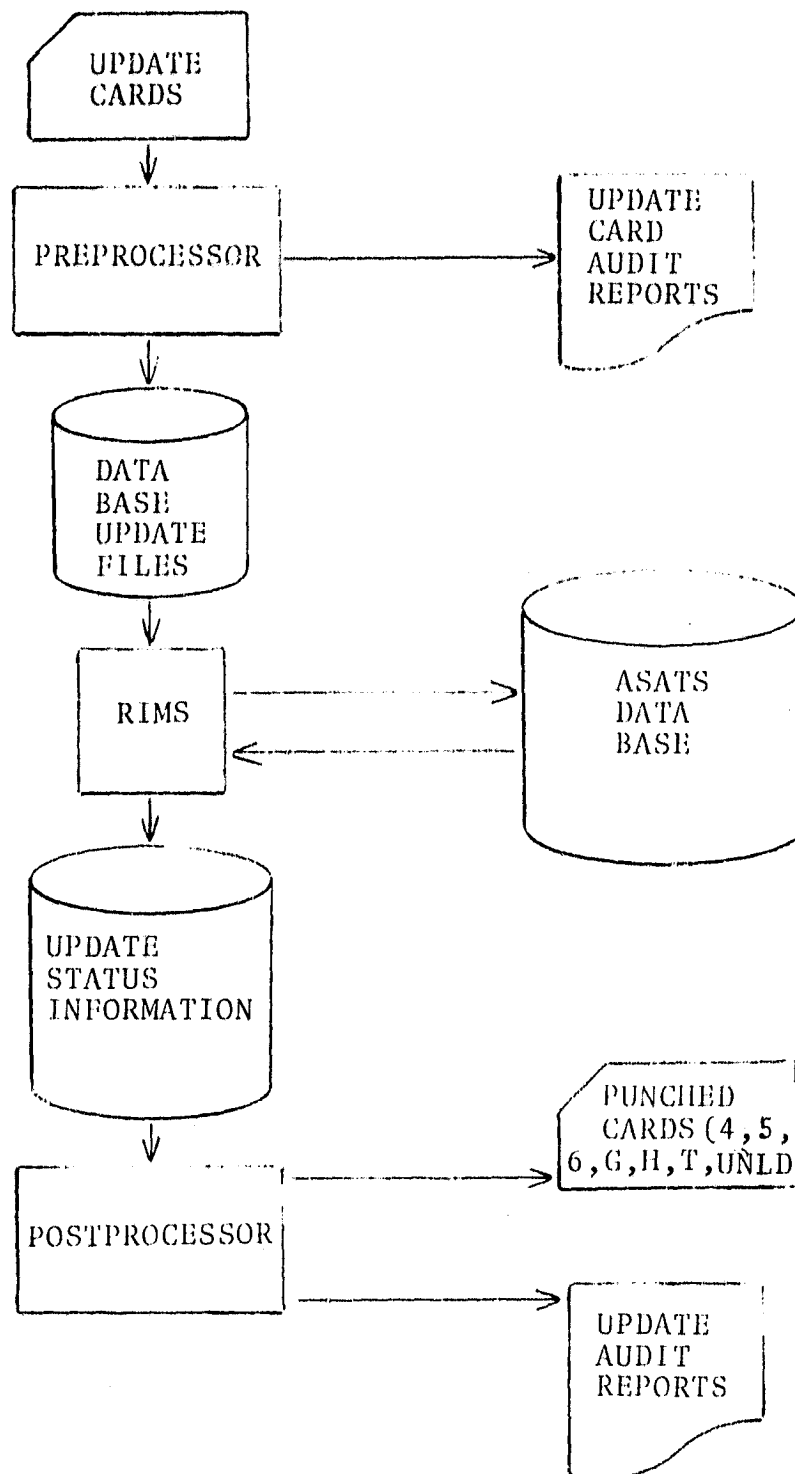 UPDATE
CARDS
PREPROCESSOR
UPDATE
CARD
AUDIT
REPORTS
DATA
BASE
UPDATE
FILES
RIMS
ASATS
DATA
BASE
UPDATE
STATUS
INFORMATION
PUNCHED
CARDS (4,5,
6,G,H,T,UNLD
POSTPROCESSOR
UPDATE
AUDIT
REPORTS